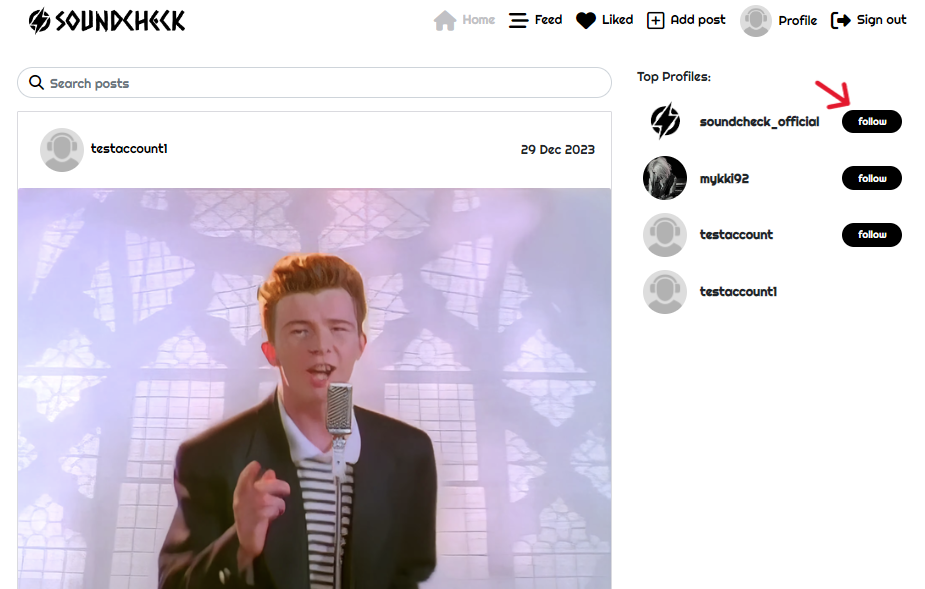 SOUNDCHECK
Home Feed Liked Add post Profile Sign out
Search posts
testaccount1 29 Dec 2023
Top Profiles:
soundcheck_official follow
mykki92 follow
testaccount follow
testaccount1